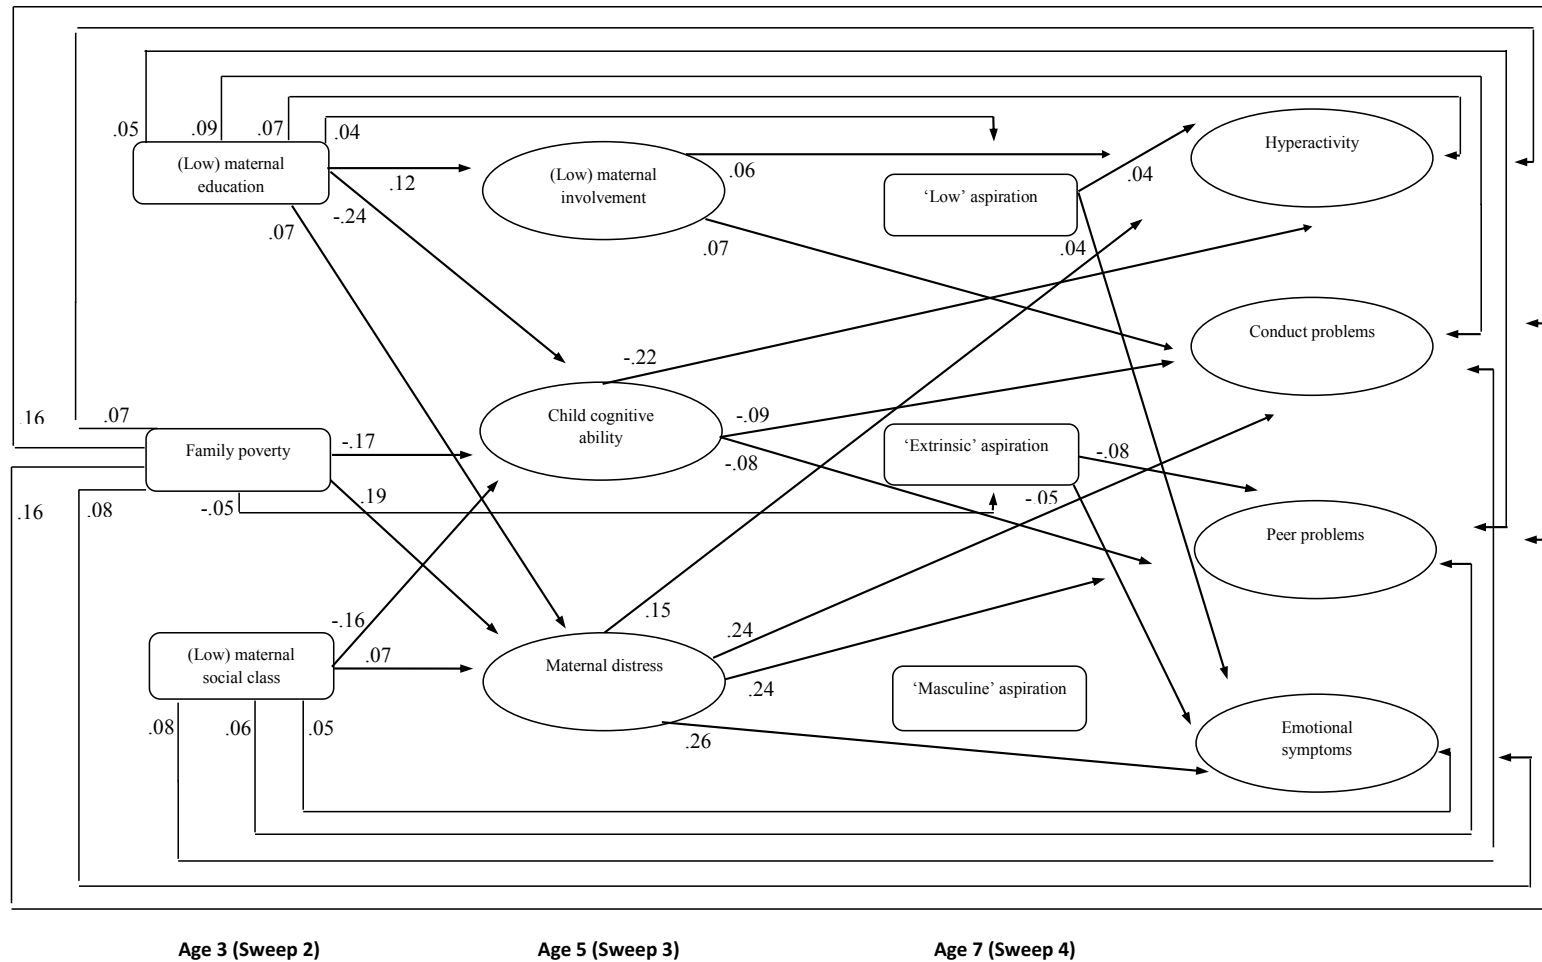 .05
.09
.07
.04
(Low) maternal
education
.12
-.24
.07
(Low) maternal
involvement
.06
.07
'Low' aspiration
.04
.04
Hyperactivity
Conduct problems
-.22
Child cognitive
ability
-.09
-.08
.16
.07
Family poverty
-.17
.19
-.05
.16
.08
'Extrinsic' aspiration
-.08
-.05
Peer problems
(Low) maternal
social class
-.16
.07
.08
.06
.05
Maternal distress
.15
.24
.24
.26
'Masculine' aspiration
Emotional
symptoms
Age 3 (Sweep 2)
Age 5 (Sweep 3)
Age 7 (Sweep 4)